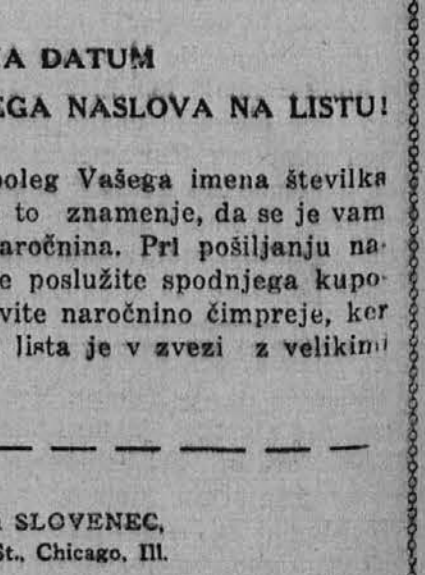 A DATUM
EGA NASLOVA NA LISTU!
poleg Vašega imena številka
to znamenje, da se je vam
aročnina. Pri pošiljanju na-
e poslužite spodnjega kupo-
vite naročnino čimpreje, ker
lista je v zvezi z velikimi
SLOVENEC,
St., Chicago, Ill.